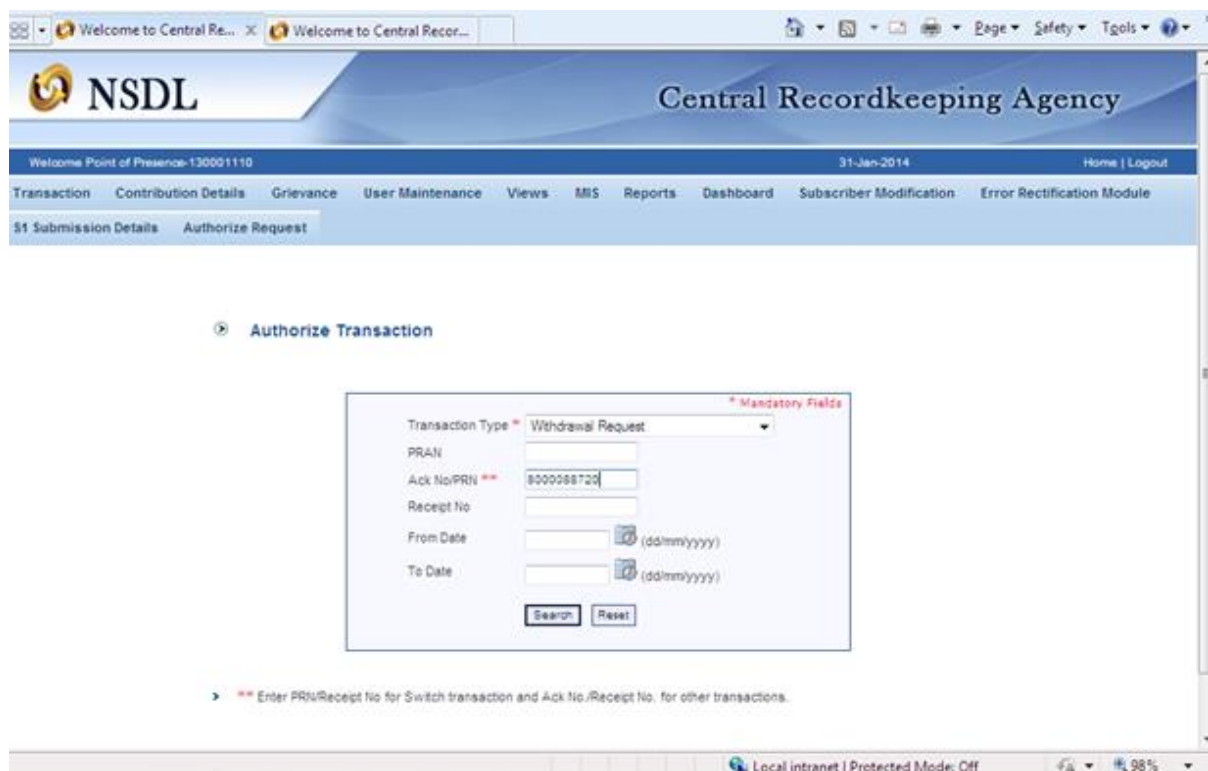 Welcome to Central Re... Welcome to Central Recor... Page Safety Tools
NSDL Central Recordkeeping Agency
Welcome Point of Presence-130001110 31-Jan-2014 Home | Logout
Transaction Contribution Details Grievance User Maintenance Views MIS Reports Dashboard Subscriber Modification Error Rectification Module
S1 Submission Details Authorize Request
Authorize Transaction
* Mandatory Fields
Transaction Type * Withdrawal Request
PRAN
Ack No/PRN **
Receipt No
From Date (dd/mm/yyyy)
To Date (dd/mm/yyyy)
Search Reset
** Enter PRN/Receipt No for Switch transaction and Ack No./Receipt No. for other transactions.
Local intranet | Protected Mode: Off 98%